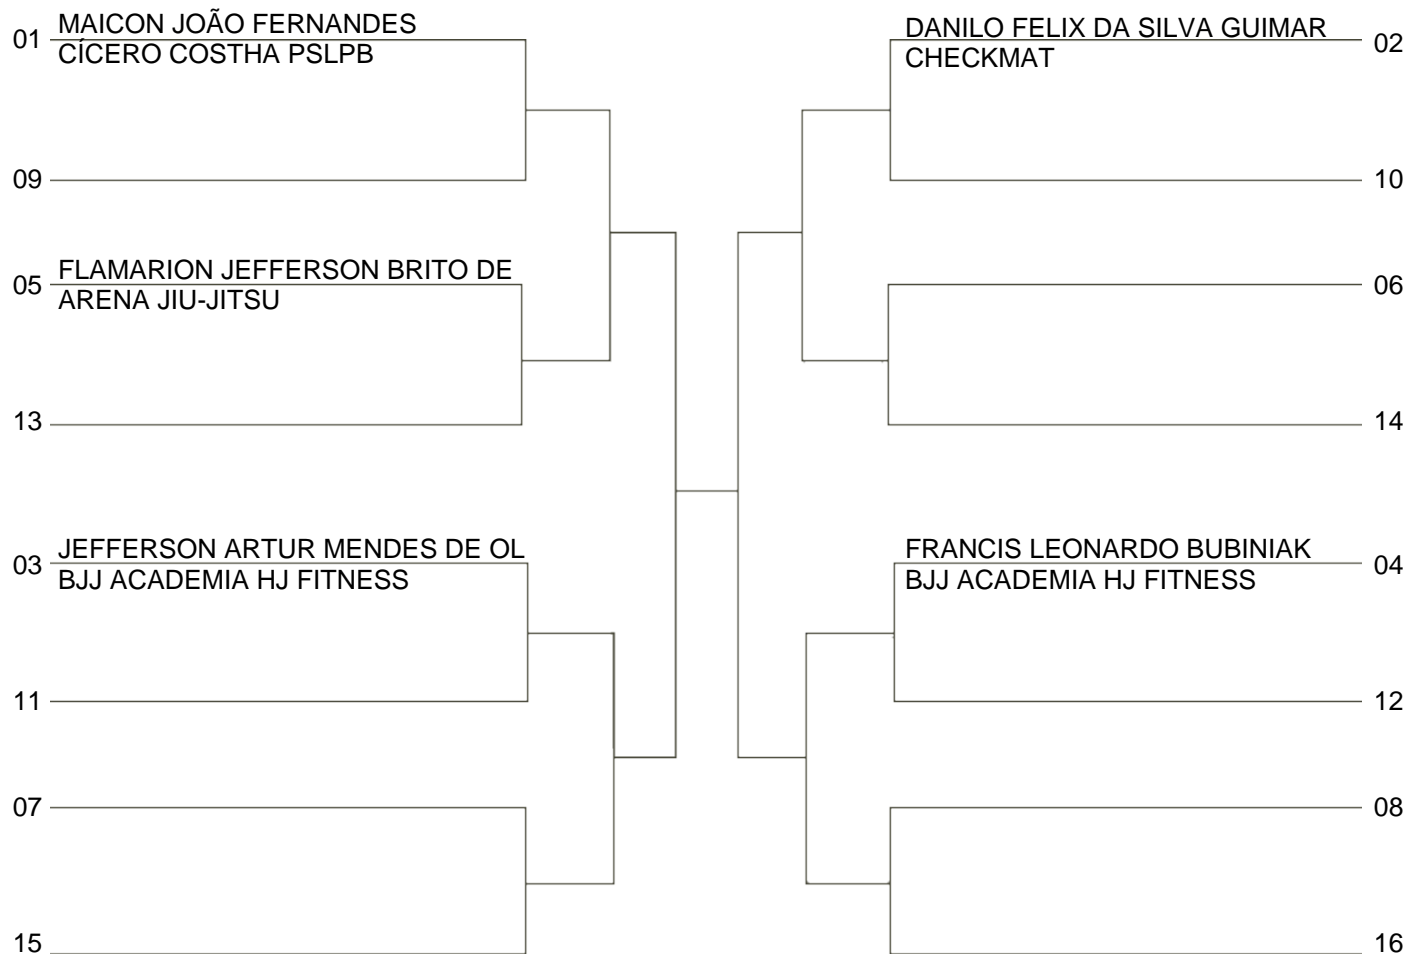 01
MAICON JOÃO FERNANDES
CÍCERO COSTHA PSLPB
09
05
FLAMARION JEFFERSON BRITO DE
ARENA JIU-JITSU
13
03
JEFFERSON ARTUR MENDES DE OL
BJJ ACADEMIA HJ FITNESS
11
07
15
DANILO FELIX DA SILVA GUIMAR
CHECKMAT
02
10
06
14
FRANCIS LEONARDO BUBINIAK
BJJ ACADEMIA HJ FITNESS
04
12
08
16